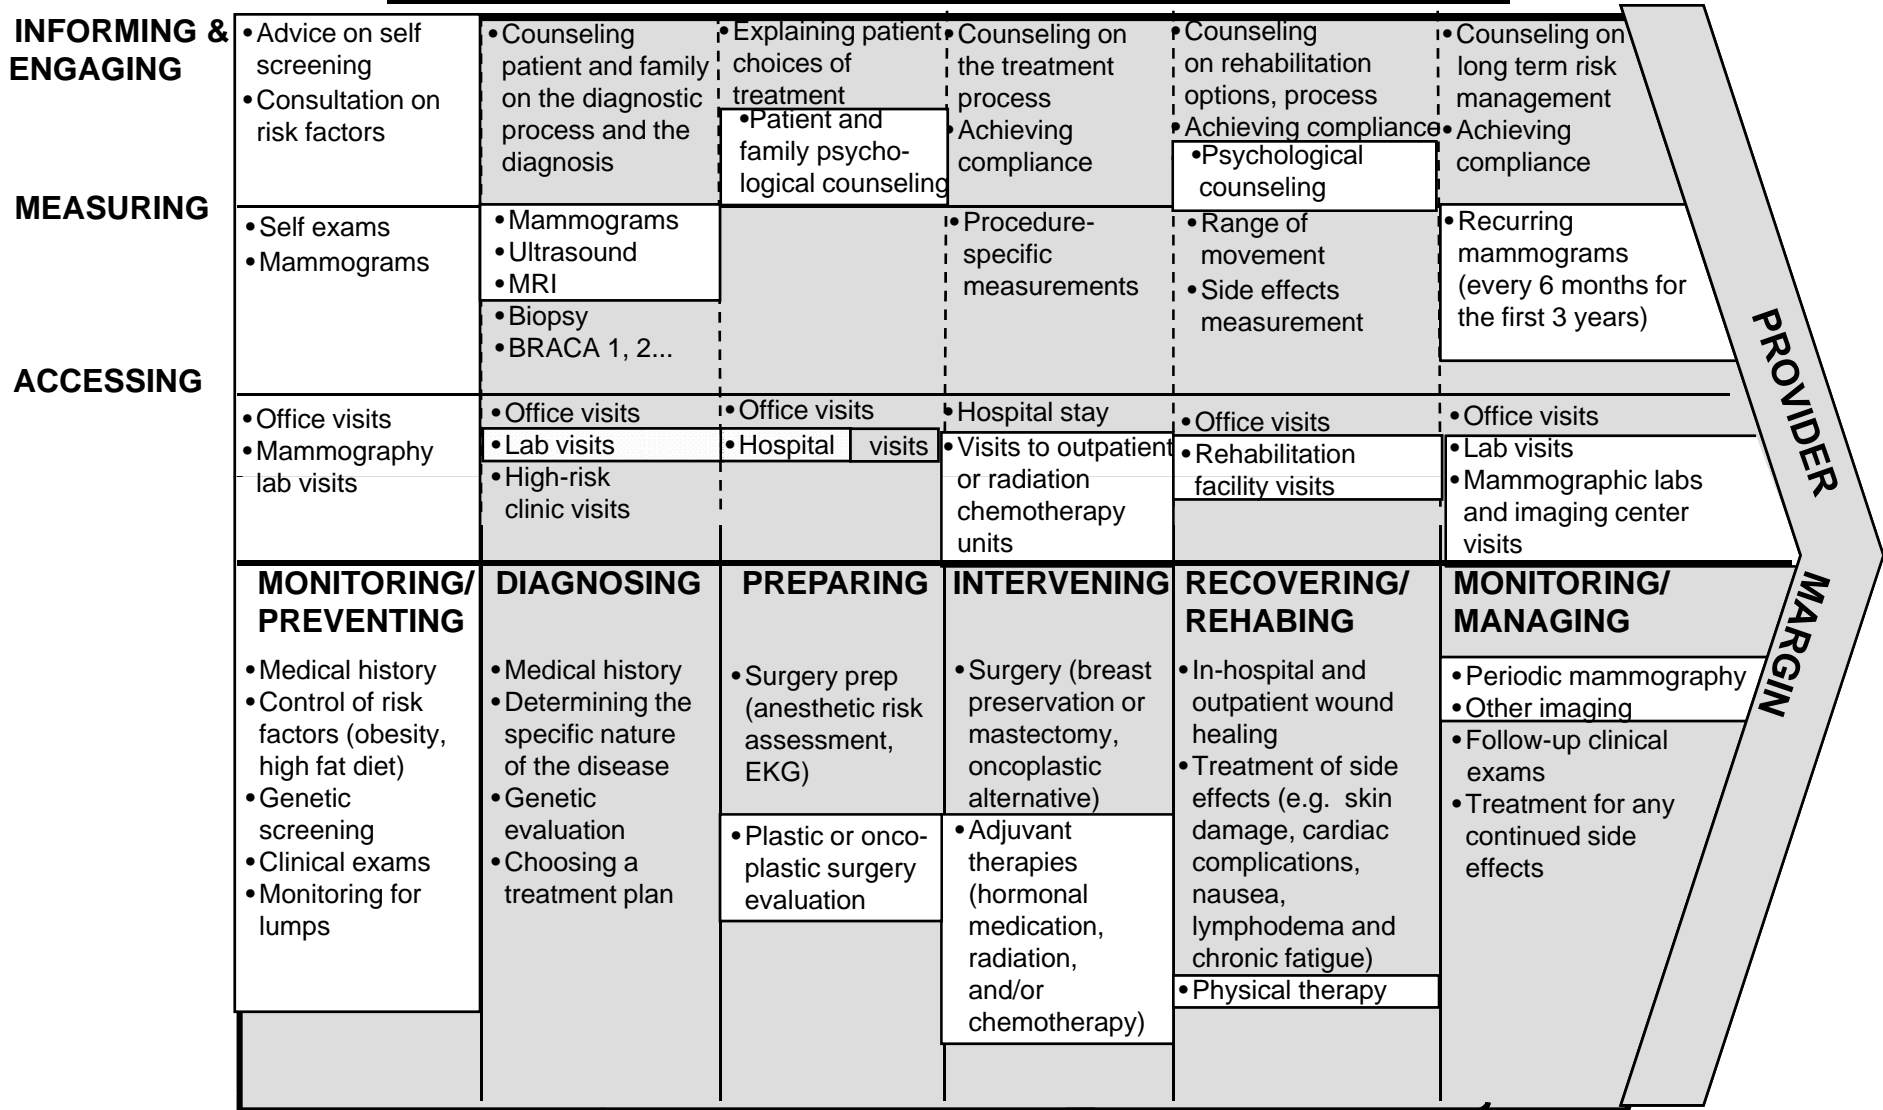 INFORMING &
ENGAGING
• Advice on self
screening
• Consultation on
risk factors
• Counseling
patient and family
on the diagnostic
process and the
diagnosis
• Explaining patient
choices of
treatment
• Patient and
family psycho-
logical counseling
• Counseling on
the treatment
process
• Achieving
compliance
• Counseling
on rehabilitation
options, process
• Achieving compliance
• Psychological
counseling
• Counseling on
long term risk
management
• Achieving
compliance
MEASURING
• Self exams
• Mammograms
• Mammograms
• Ultrasound
• MRI
• Biopsy
• BRACA 1, 2...
• Procedure-
specific
measurements
• Range of
movement
• Side effects
measurement
• Recurring
mammograms
(every 6 months for
the first 3 years)
ACCESSING
• Office visits
• Mammography
lab visits
• Office visits
• Lab visits
• High-risk
clinic visits
• Office visits
• Hospital visits
• Hospital stay
• Visits to outpatient
or radiation
chemotherapy
units
• Office visits
• Rehabilitation
facility visits
• Office visits
• Lab visits
• Mammographic labs
and imaging center
visits
MONITORING/
PREVENTING
• Medical history
• Control of risk
factors (obesity,
high fat diet)
• Genetic
screening
• Clinical exams
• Monitoring for
lumps
DIAGNOSING
• Medical history
• Determining the
specific nature
of the disease
• Genetic
evaluation
• Choosing a
treatment plan
PREPARING
• Surgery prep
(anesthetic risk
assessment,
EKG)
• Plastic or onco-
plastic surgery
evaluation
INTERVENING
• Surgery (breast
preservation or
mastectomy,
oncoplastic
alternative)
• Adjuvant
therapies
(hormonal
medication,
radiation,
and/or
chemotherapy)
RECOVERING/
REHABING
• In-hospital and
outpatient wound
healing
• Treatment of side
effects (e.g. skin
damage, cardiac
complications,
nausea,
lymphodema and
chronic fatigue)
• Physical therapy
MONITORING/
MANAGING
• Periodic mammography
• Other imaging
• Follow-up clinical
exams
• Treatment for any
continued side
effects
PROVIDER
MARGIN